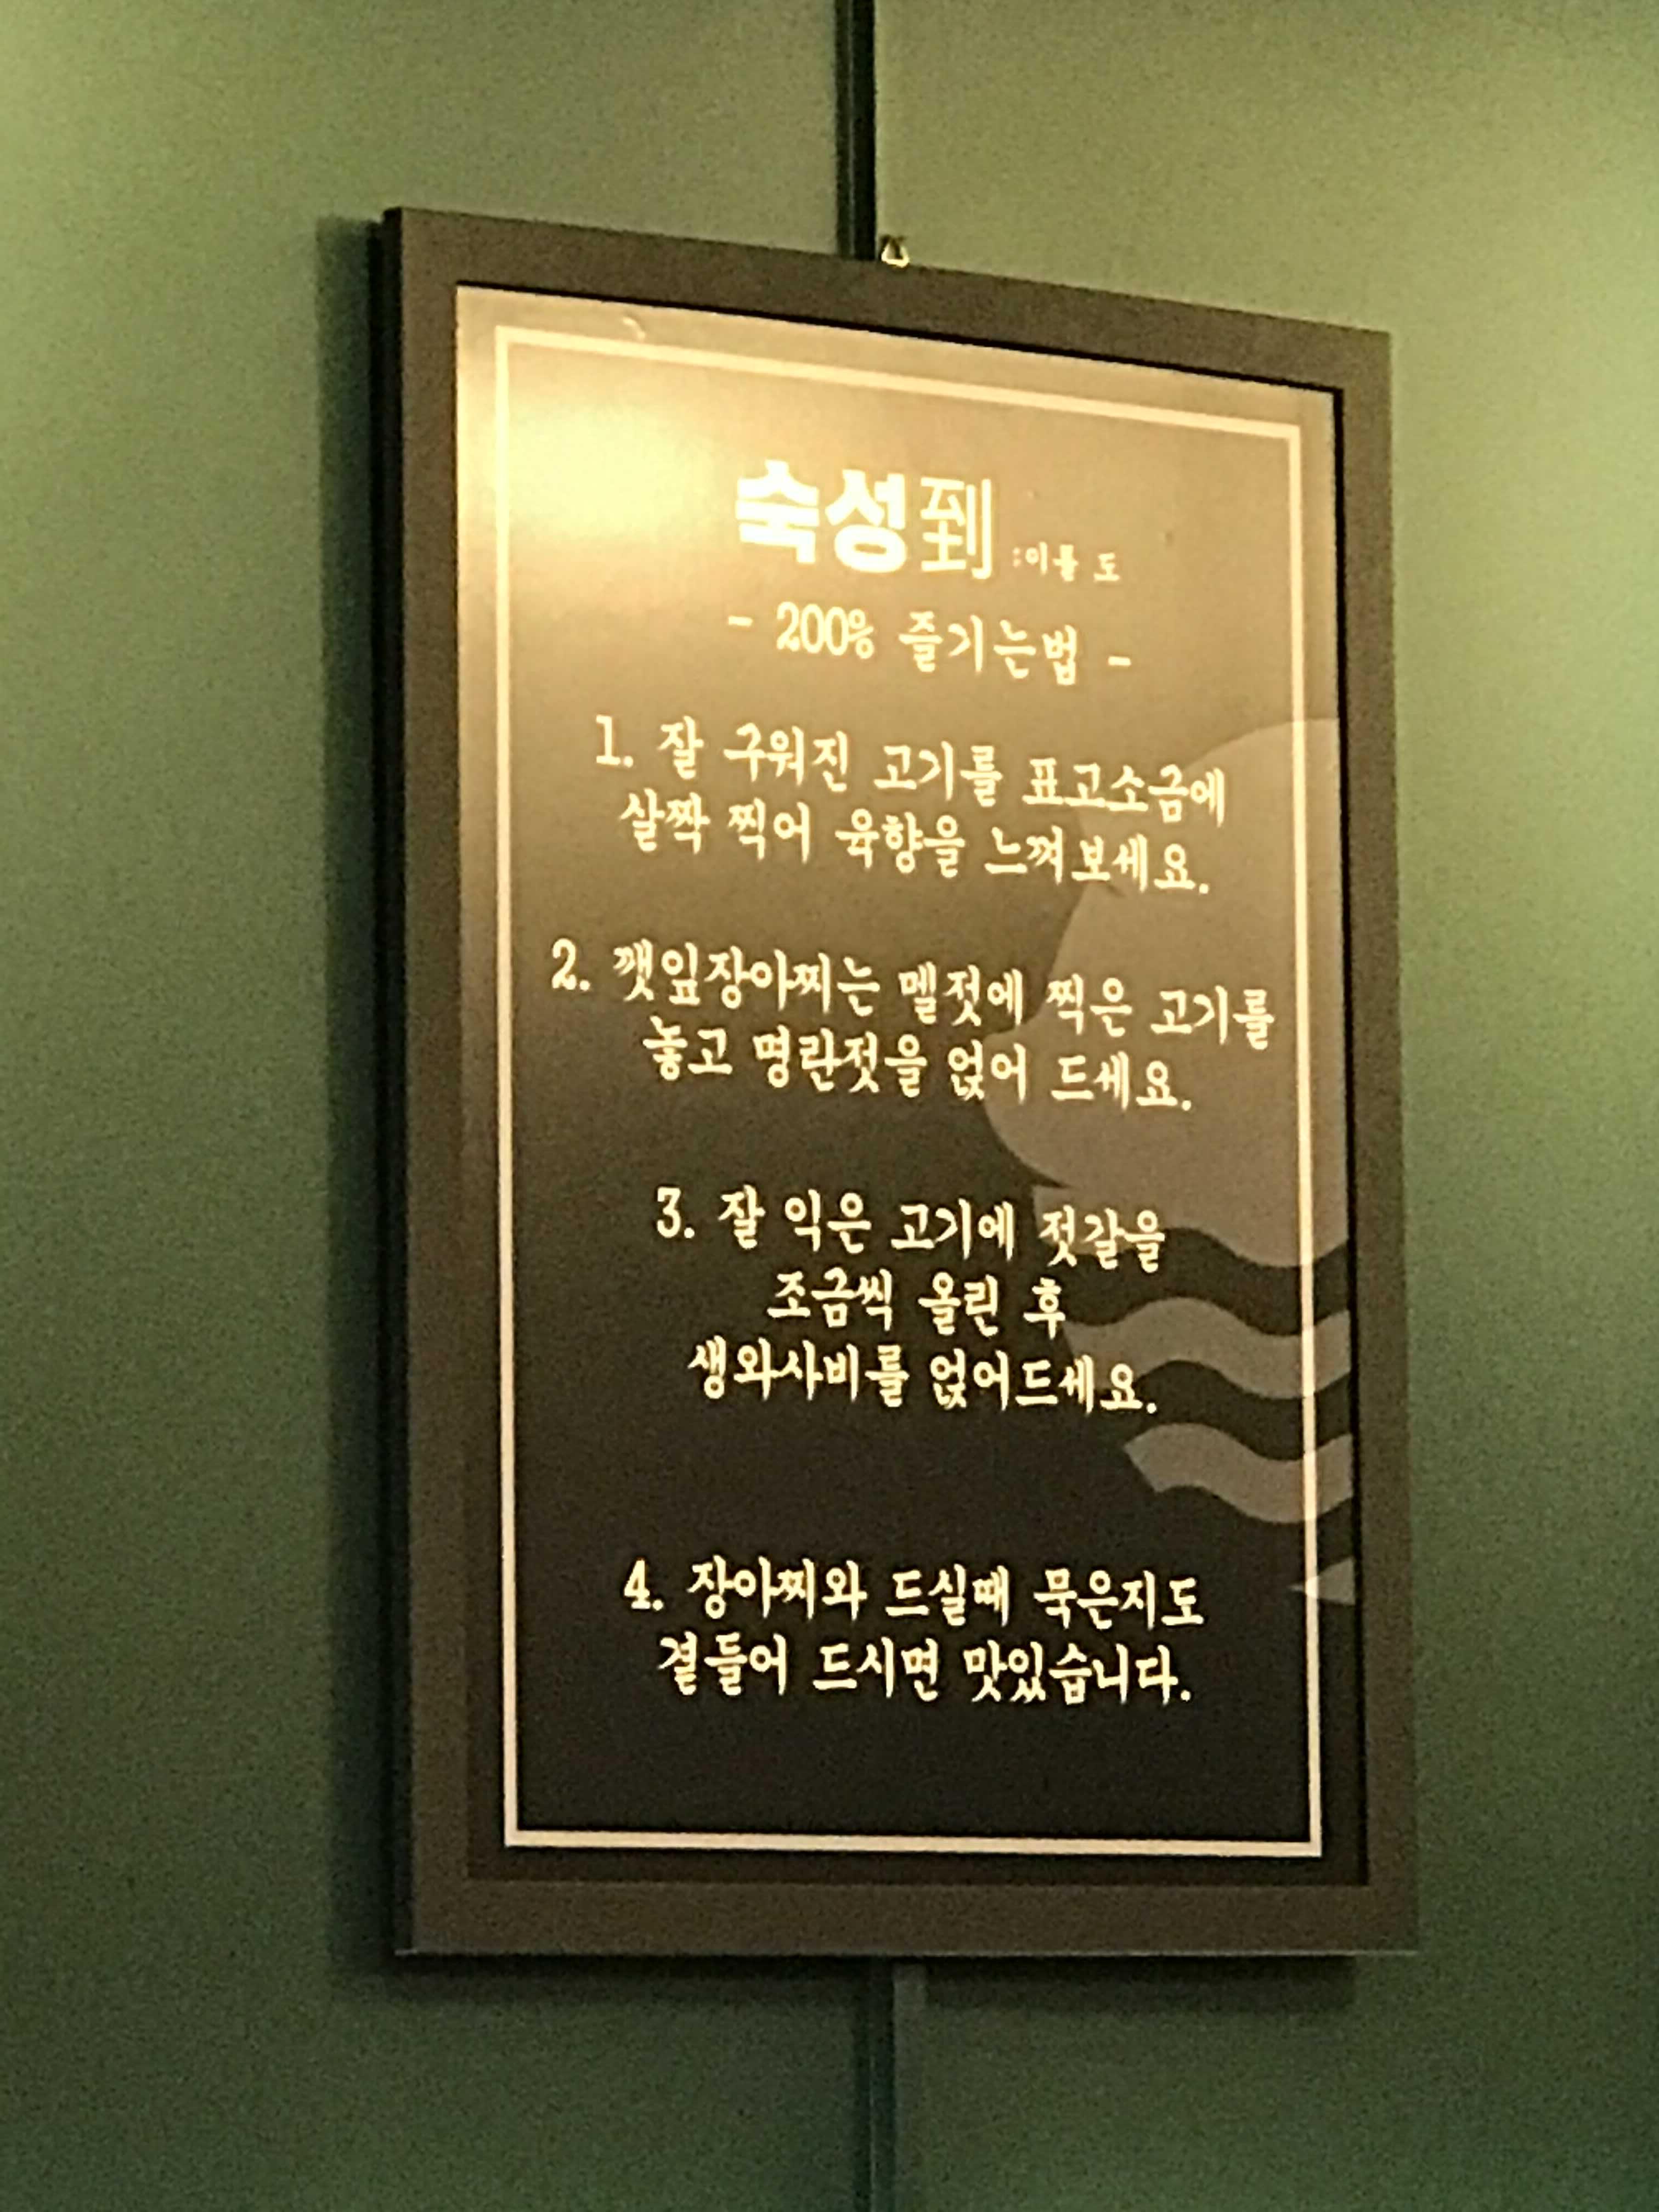 숙성到 :이를 도
- 200% 즐기는법 -
1. 잘 구워진 고기를 표고소금에
살짝 찍어 육향을 느껴보세요.
2. 깻잎장아찌는 멜젓에 찍은 고기를
놓고 명란젓을 얹어 드세요.
3. 잘 익은 고기에 젓갈을
조금씩 올린 후
생와사비를 얹어드세요.
4. 장아찌와 드실때 묵은지도
곁들어 드시면 맛있습니다.